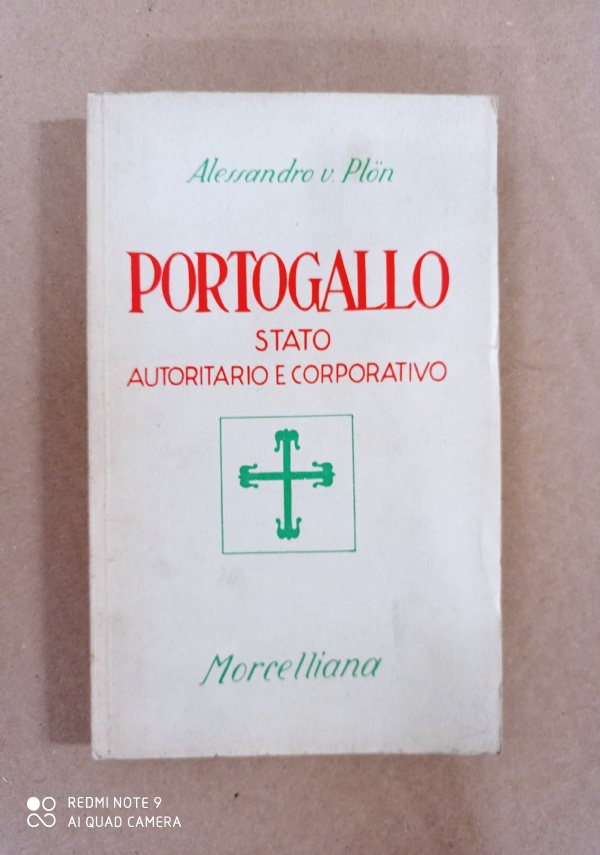 Alessandro v. Plön
PORTOGALLO
STATO
AUTORITARIO E CORPORATIVO
Morcelliana
REDMI NOTE 9
AI QUAD CAMERA